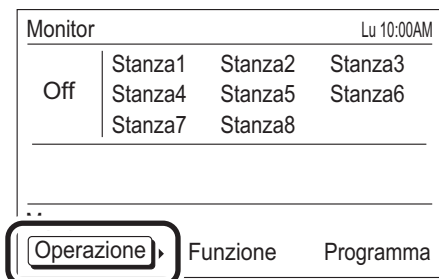 Monitor Lu 10:00AM
Off Stanza1 Stanza2 Stanza3
Stanza4 Stanza5 Stanza6
Stanza7 Stanza8
Operazione Funzione Programma